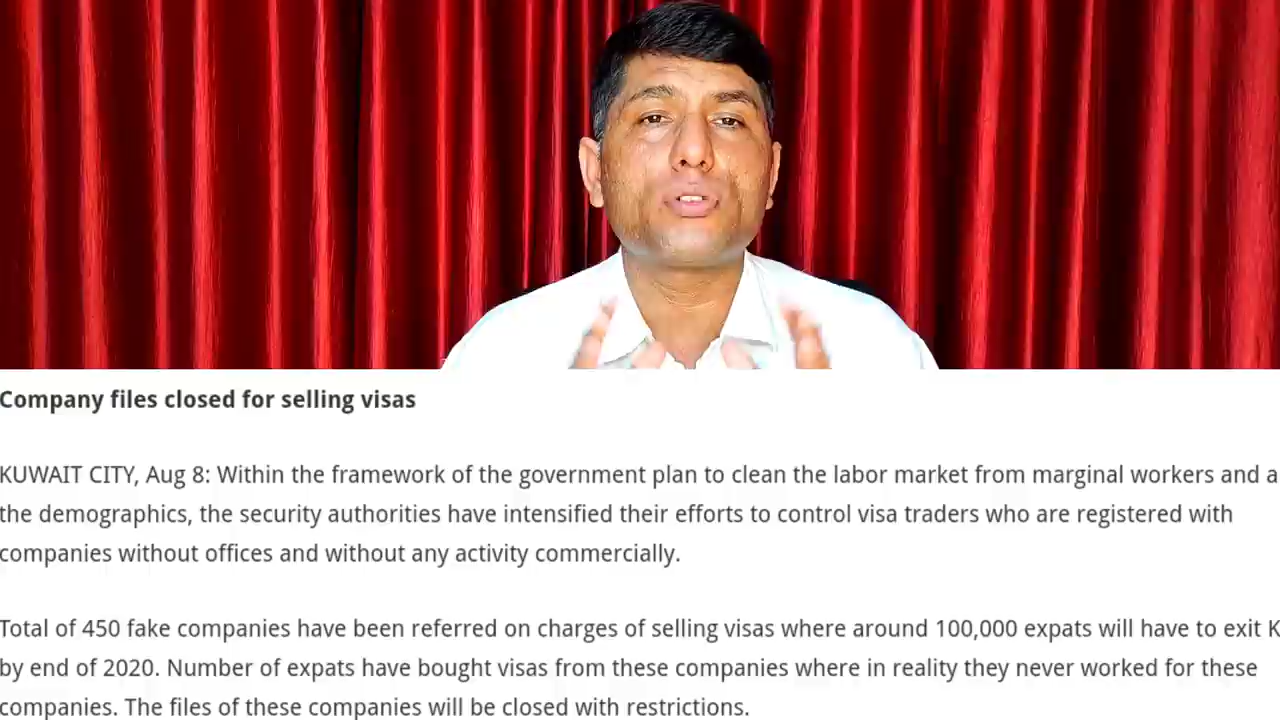 Company files closed for selling visas
KUWAIT CITY, Aug 8: Within the framework of the government plan to clean the labor market from marginal workers and a
the demographics, the security authorities have intensified their efforts to control visa traders who are registered with
companies without offices and without any activity commercially.
Total of 450 fake companies have been referred on charges of selling visas where around 100,000 expats will have to exit K
by end of 2020. Number of expats have bought visas from these companies where in reality they never worked for these
companies. The files of these companies will be closed with restrictions.